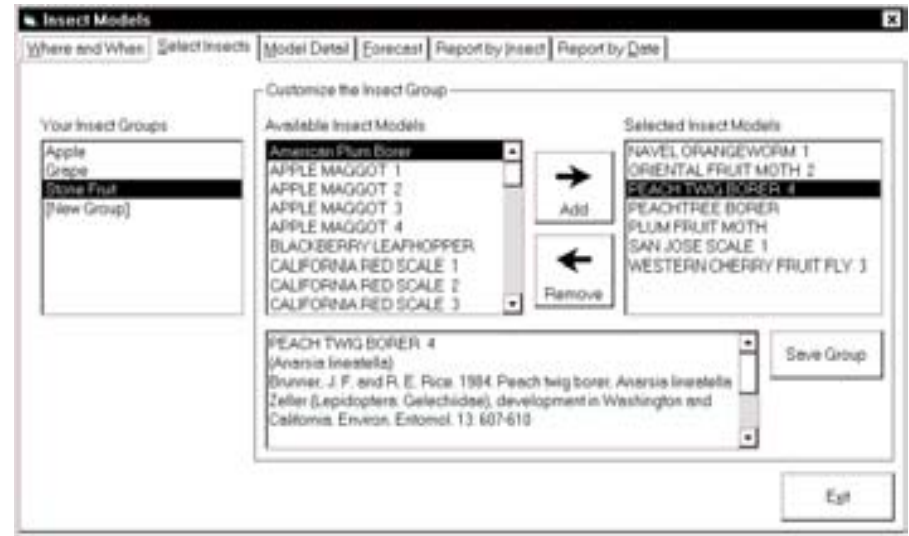 Insect Models
Where and When Select Insects Model Detail Forecast Report by Insect Report by Date
Customize the Insect Group
Your Insect Groups
Apple
Grape
Stone Fruit
[New Group]
Available Insect Models
American Plum Borer
APPLE MAGGOT 1
APPLE MAGGOT 2
APPLE MAGGOT 3
APPLE MAGGOT 4
BLACKBERRY LEAFHOPPER
CALIFORNIA RED SCALE 1
CALIFORNIA RED SCALE 2
CALIFORNIA RED SCALE 3
Add
Remove
Selected Insect Models
NAVEL ORANGEWORM 1
ORIENTAL FRUIT MOTH 2
PEACH TWIG BORER 4
PEACHTREE BORER
PLUM FRUIT MOTH
SAN JOSE SCALE 1
WESTERN CHERRY FRUIT FLY 3
PEACH TWIG BORER 4
(Anarsia lineatella)
Brunner, J. F. and R. E. Rice. 1984. Peach twig borer, Anarsia lineatella
Zeller (Lepidoptera: Gelechiidae), development in Washington and
California. Environ. Entomol. 13: 607-610
Save Group
Exit